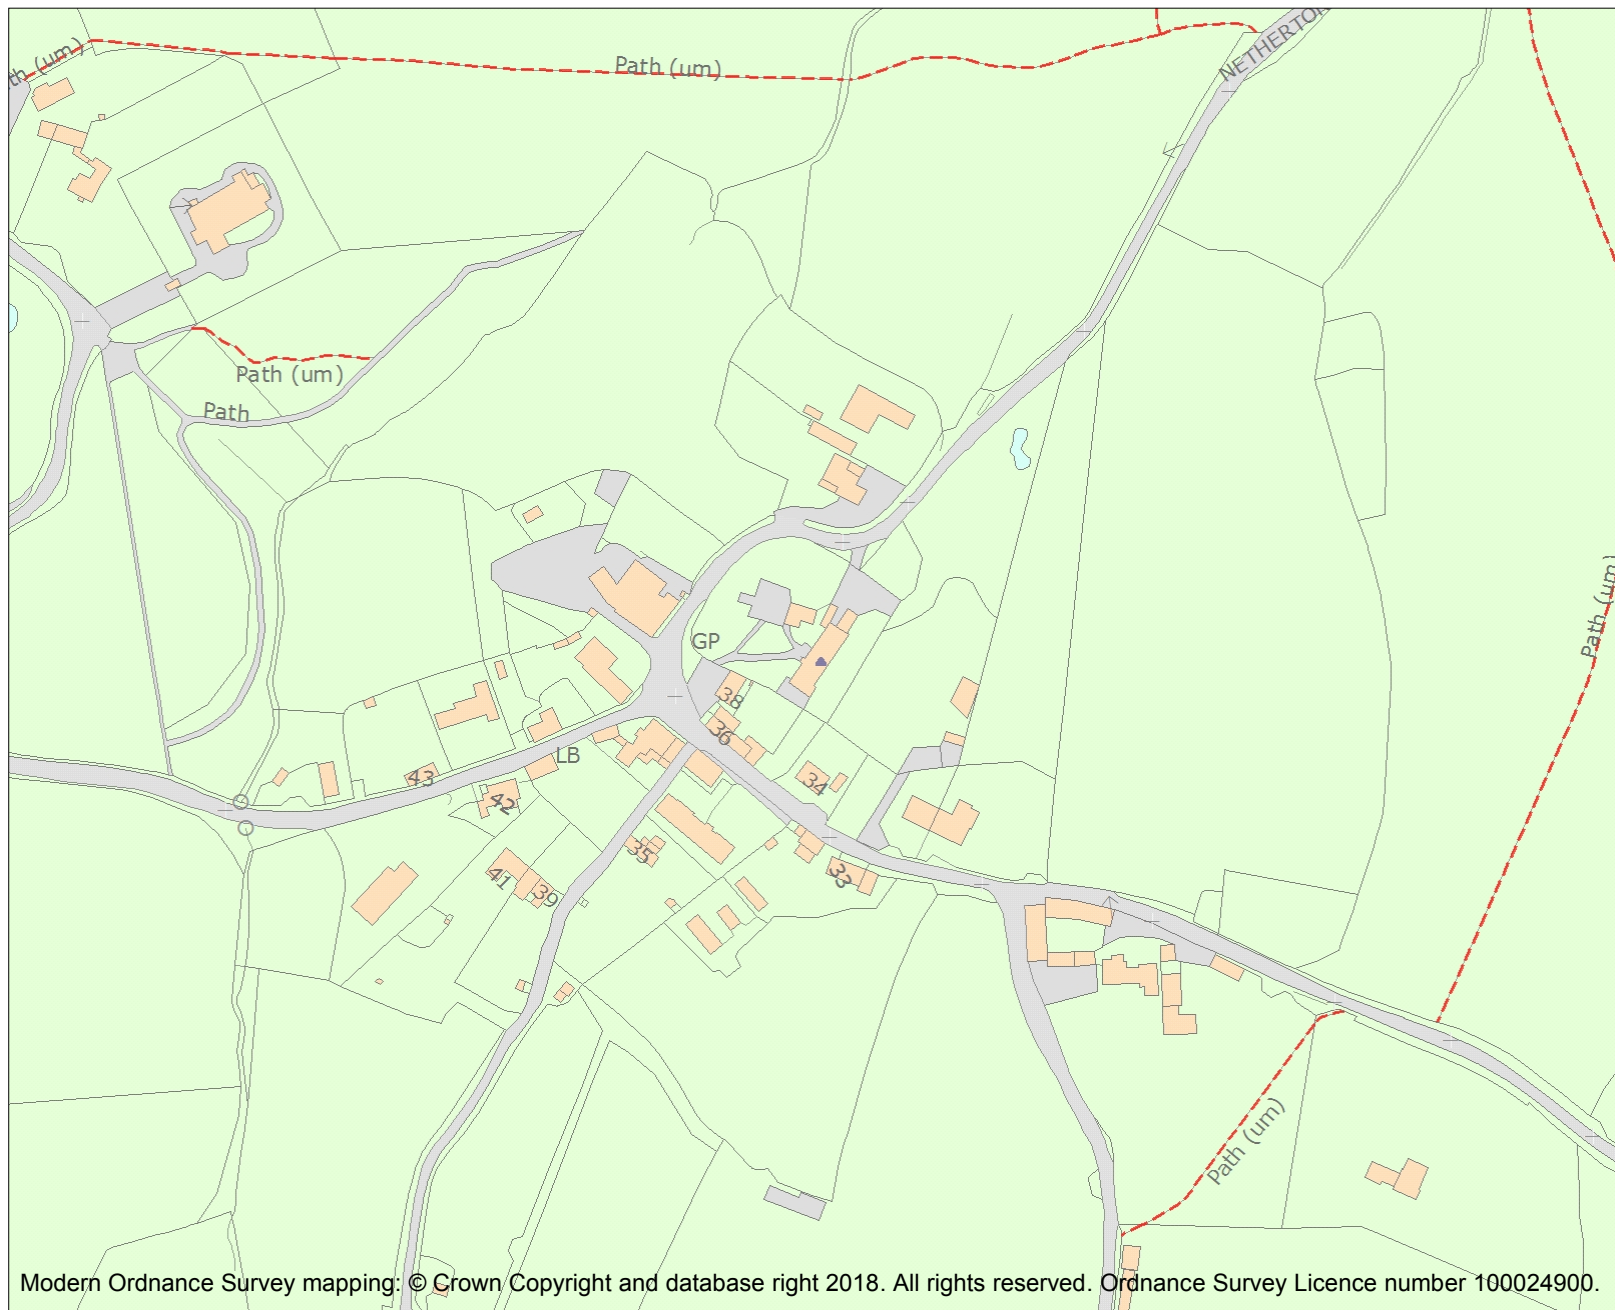 th (um)
Path (um)
NETHERTON
Path (um)
Path
Path (um)
GP
38
36
LB
43
42
34
35
33
41
39
Path (um)
Modern Ordnance Survey mapping: © Crown Copyright and database right 2018. All rights reserved. Ordnance Survey Licence number 100024900.